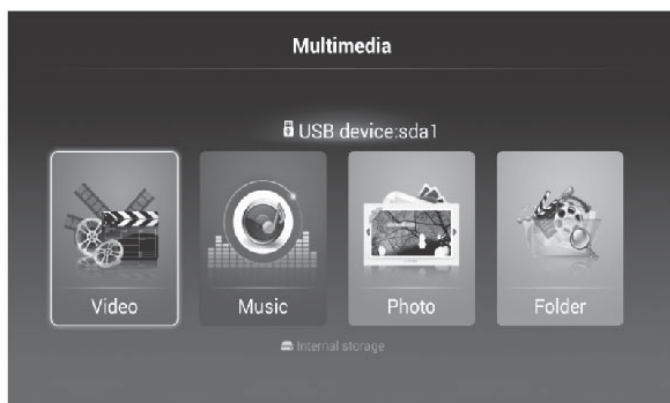 Multimedia
USB device:sda1
Video Music Photo Folder
Internal storage